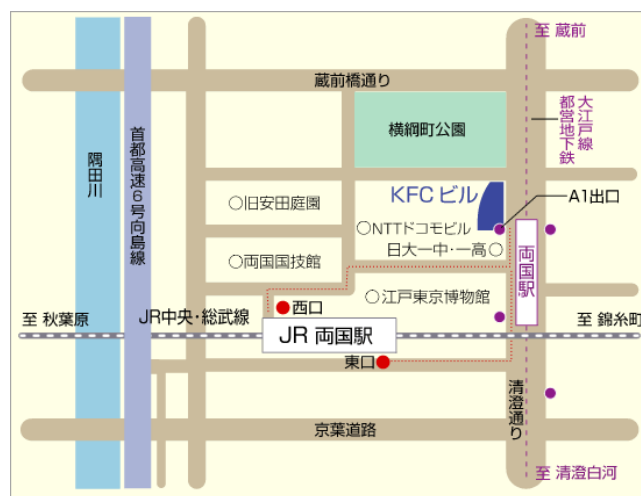 至 蔵前
蔵前橋通り
大江戸線
都営地下鉄
首都高速6号向島線
隅田川
横綱町公園
KFC ビル
A1出口
○旧安田庭園
○NTTドコモビル
日大一中・一高○
○両国国技館
両国駅
○江戸東京博物館
西口
至 秋葉原
JR中央・総武線
JR 両国駅
至 錦糸町
東口
清澄通り
京葉道路
至 清澄白河